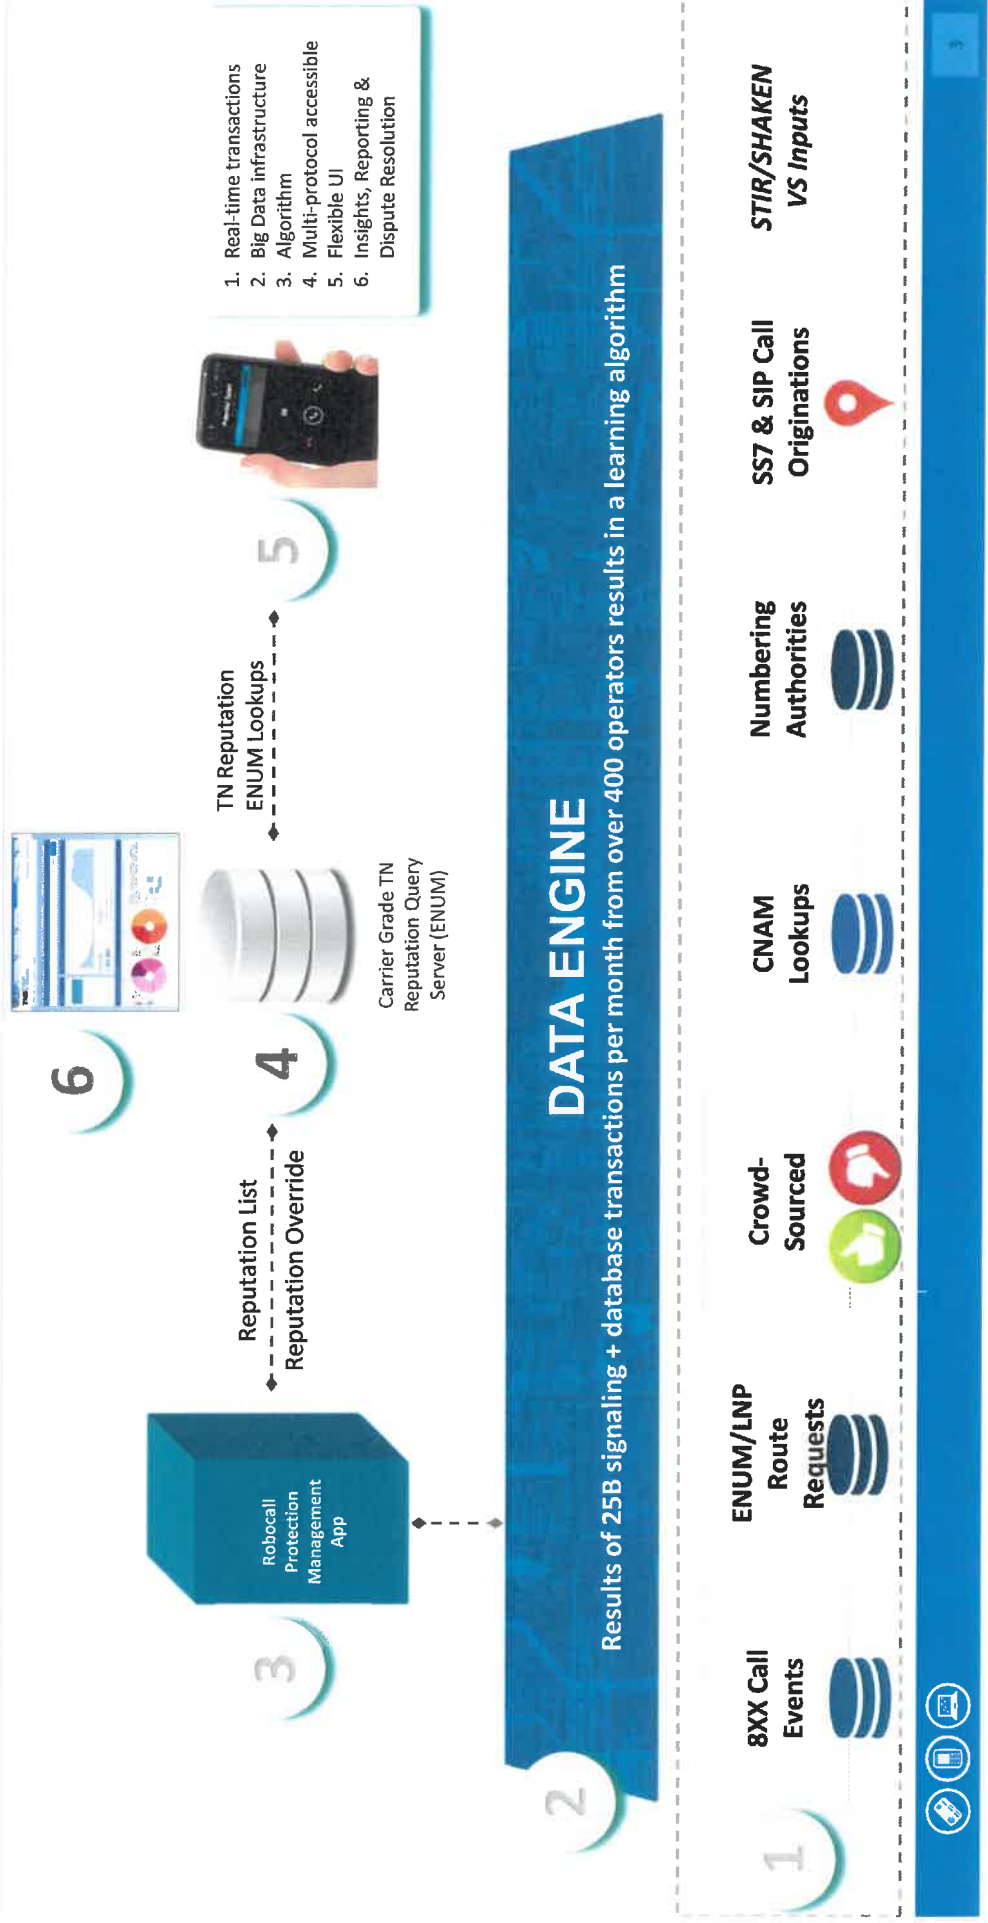 6
1. Real-time transactions
2. Big Data infrastructure
3. Algorithm
4. Multi-protocol accessible
5. Flexible UI
6. Insights, Reporting &
Dispute Resolution
3
Robocall
Protection
Management
App
Reputation List
Reputation Override
4
Carrier Grade TN
Reputation Query
Server (ENUM)
TN Reputation
ENUM Lookups
5
2
DATA ENGINE
Results of 25B signaling + database transactions per month from over 400 operators results in a learning algorithm
1
8XX Call
Events
ENUM/LNP
Route
Requests
Crowd-
Sourced
CNAM
Lookups
Numbering
Authorities
SS7 & SIP Call
Originations
STIR/SHAKEN
VS Inputs
3